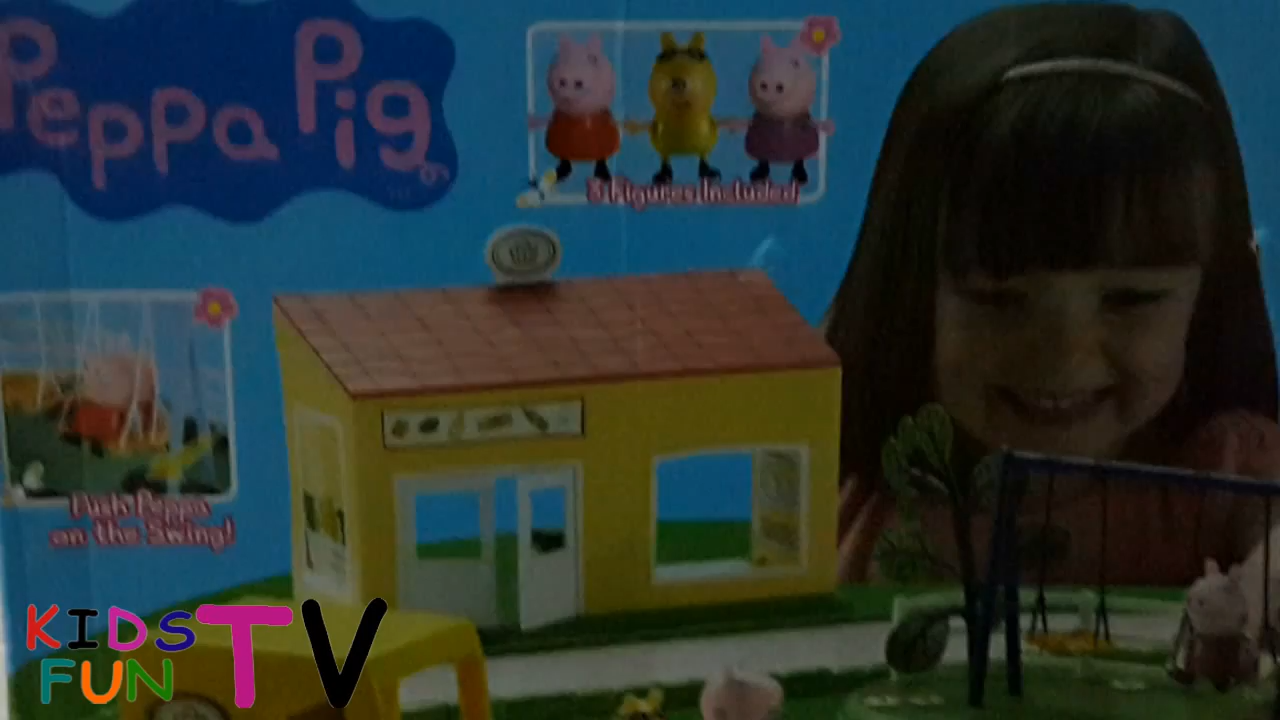 Peppa Pig
3 Figures Included
Push Peppa
on the Swing!
KIDS
FUN
TV